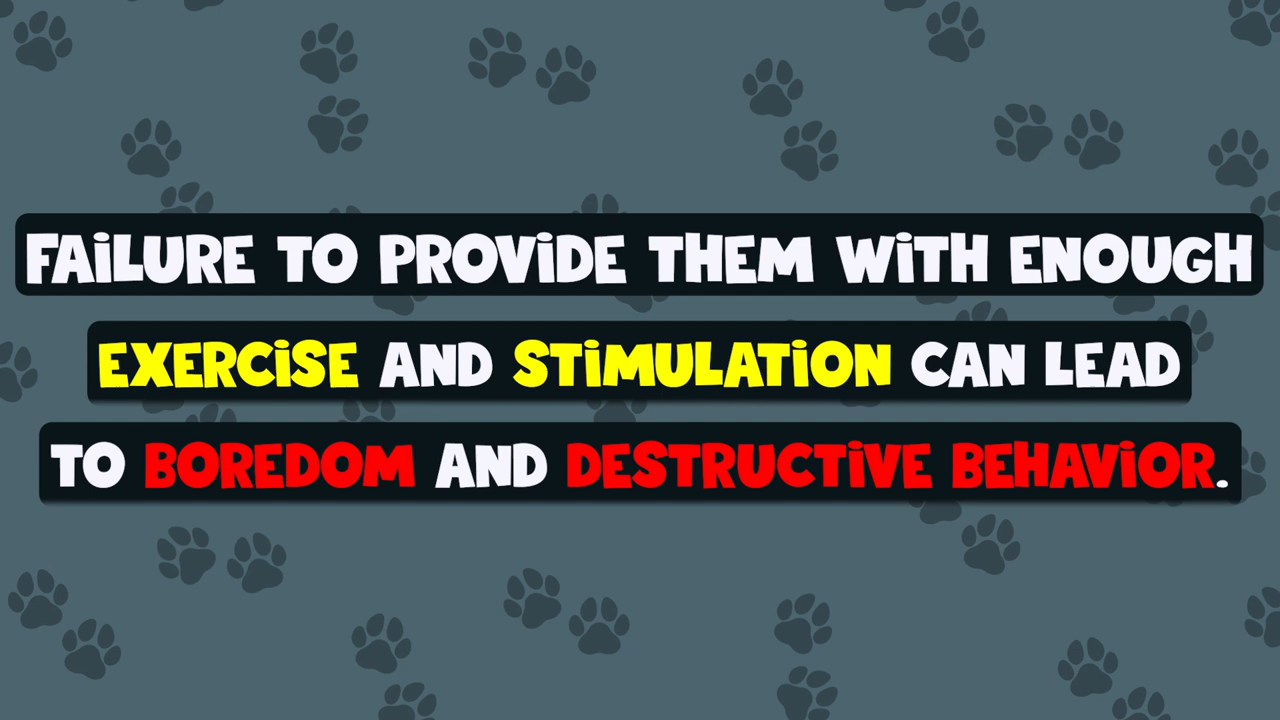 FAILURE TO PROVIDE THEM WITH ENOUGH
EXERCISE AND STIMULATION CAN LEAD
TO BOREDOM AND DESTRUCTIVE BEHAVIOR.